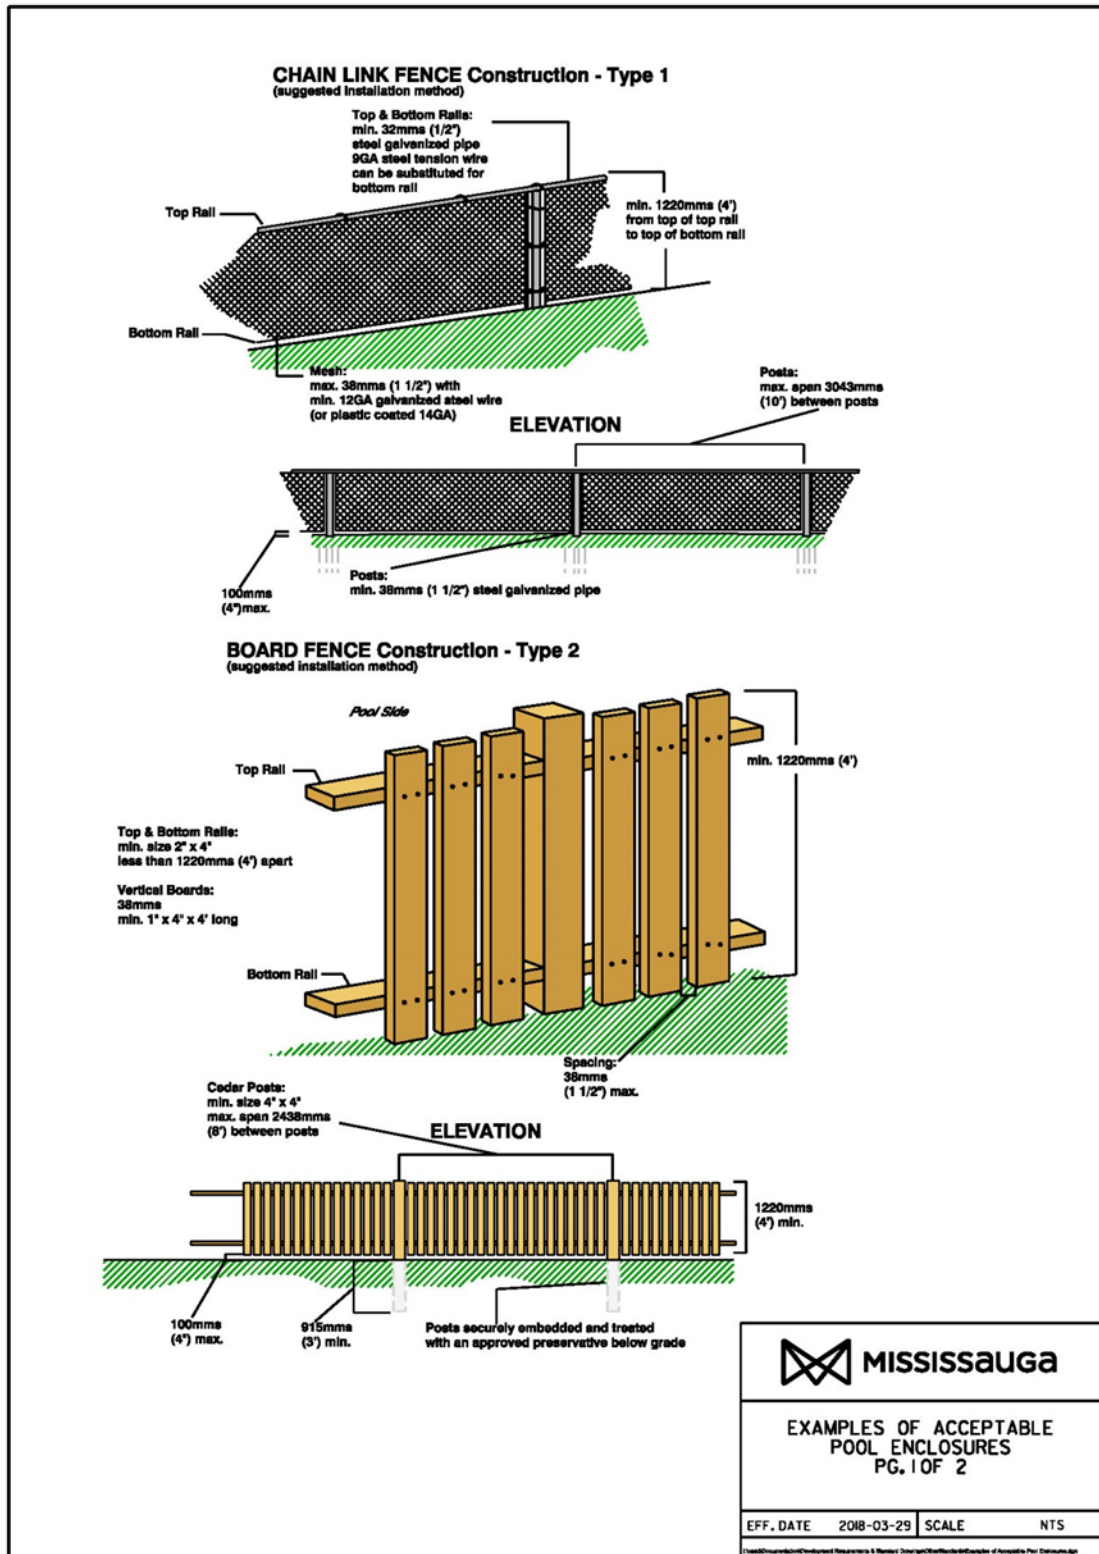 CHAIN LINK FENCE Construction - Type 1
(suggested installation method)
Top & Bottom Rails:
min. 32mms (1/2")
steel galvanized pipe
9GA steel tension wire
can be substituted for
bottom rail
Top Rail
min. 1220mms (4')
from top of top rail
to top of bottom rail
Bottom Rail
Mesh:
max. 38mms (1 1/2") with
min. 12GA galvanized steel wire
(or plastic coated 14GA)
Posts:
max. span 3043mms
(10') between posts
ELEVATION
100mms
(4")max.
Posts:
min. 38mms (1 1/2") steel galvanized pipe
BOARD FENCE Construction - Type 2
(suggested installation method)
Pool Side
Top Rail
min. 1220mms (4')
Top & Bottom Rails:
min. size 2" x 4"
less than 1220mms (4') apart
Vertical Boards:
38mms
min. 1" x 4" x 4' long
Bottom Rail
Spacing:
38mms
(1 1/2") max.
Cedar Posts:
min. size 4" x 4"
max. span 2438mms
(8') between posts
ELEVATION
1220mms
(4') min.
100mms
(4") max.
915mms
(3') min.
Posts securely embedded and treated
with an approved preservative below grade
MISSISSAUGA
EXAMPLES OF ACCEPTABLE
POOL ENCLOSURES
PG. 1 OF 2
EFF. DATE 2018-03-29 SCALE NTS